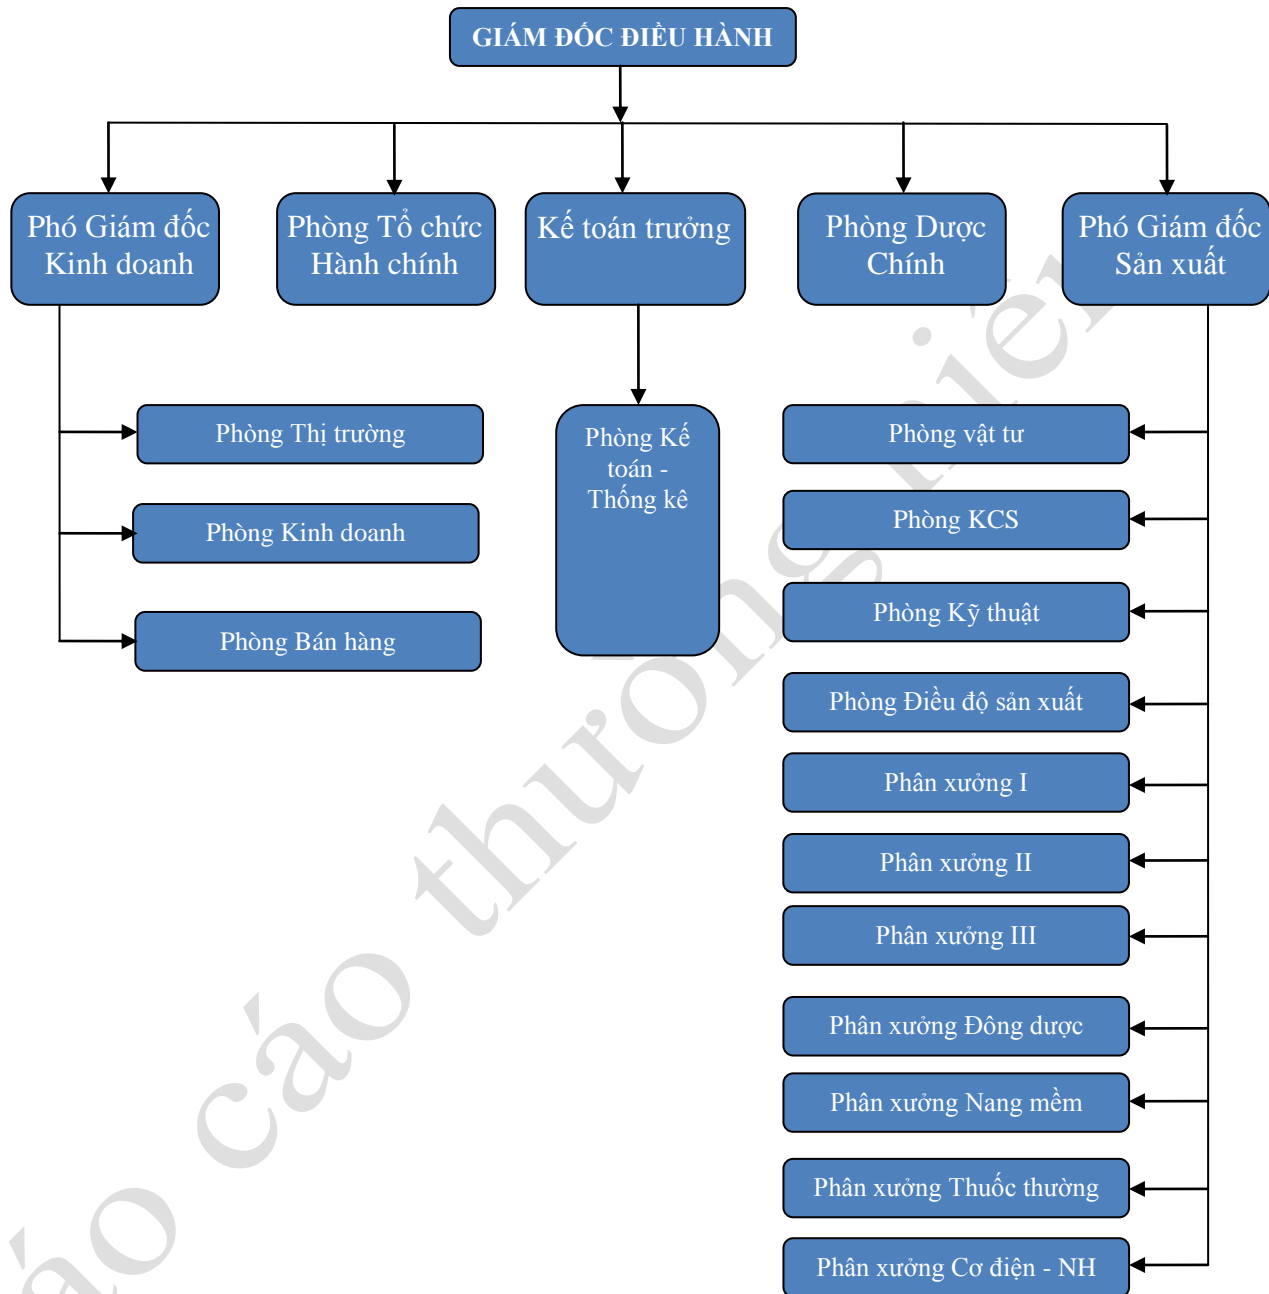 GIÁM ĐỐC ĐIỀU HÀNH
Phó Giám đốc
Kinh doanh
Phòng Tổ chức
Hành chính
Kế toán trưởng
Phòng Dược
Chính
Phó Giám đốc
Sản xuất
Phòng Thị trường
Phòng Kinh doanh
Phòng Bán hàng
Phòng Kế
toán -
Thống kê
Phòng vật tư
Phòng KCS
Phòng Kỹ thuật
Phòng Điều độ sản xuất
Phân xưởng I
Phân xưởng II
Phân xưởng III
Phân xưởng Đông dược
Phân xưởng Nang mềm
Phân xưởng Thuốc thường
Phân xưởng Cơ điện - NH
cáo thường